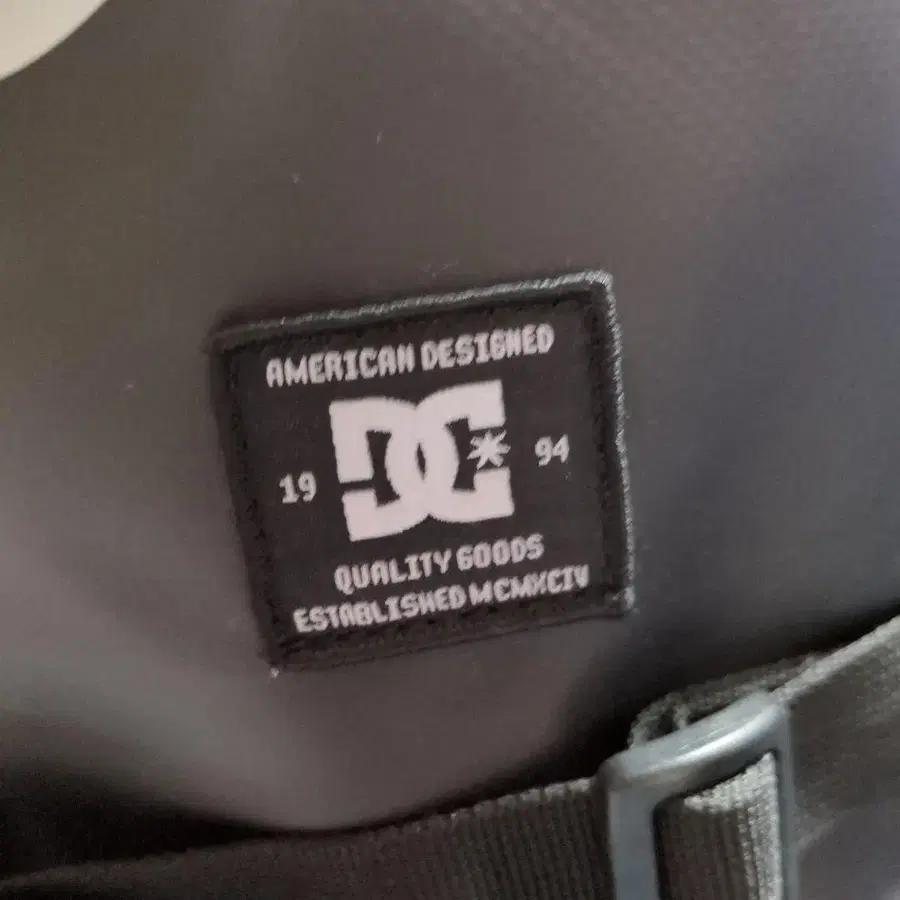 AMERICAN DESIGNED
19 DC 94
QUALITY GOODS
ESTABLISHED MCMXCIV